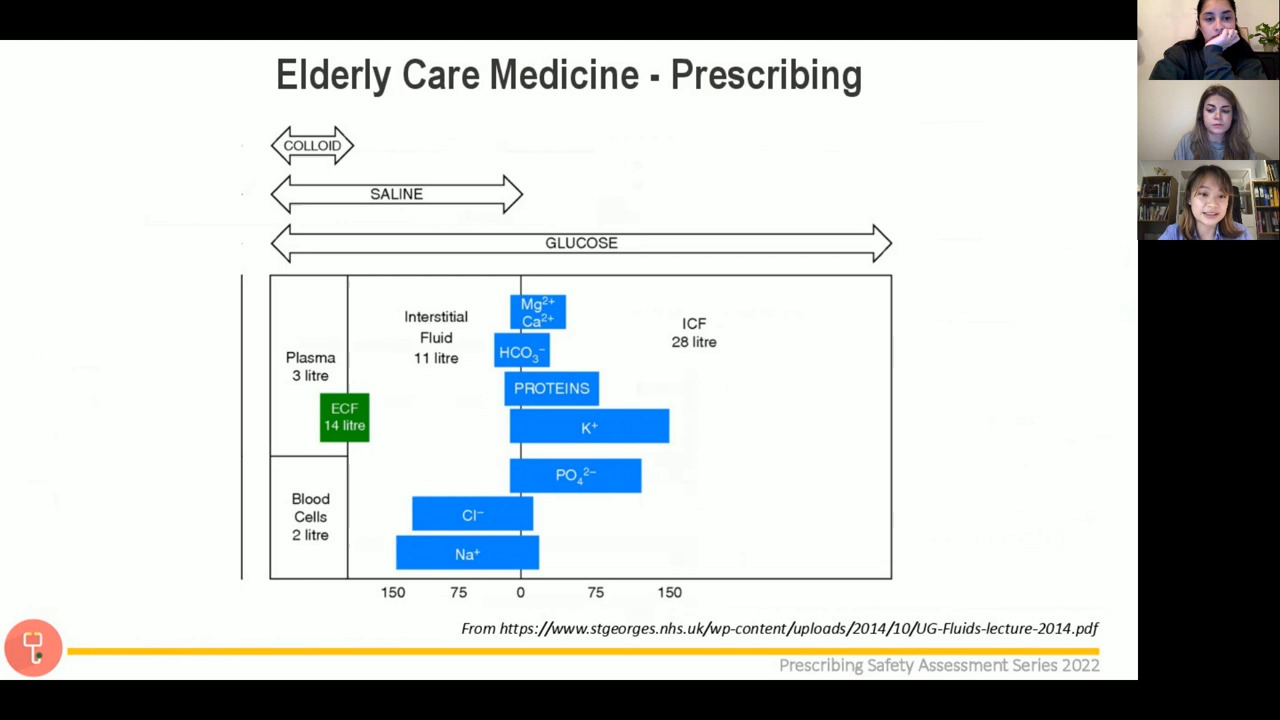 Elderly Care Medicine - Prescribing
COLLOID
SALINE
GLUCOSE
Plasma
3 litre
ECF
14 litre
Blood
Cells
2 litre
Interstitial
Fluid
11 litre
Mg²⁺
Ca²⁺
HCO₃⁻
PROTEINS
K⁺
PO₄²⁻
Cl⁻
Na⁺
ICF
28 litre
150 75 0 75 150
From https://www.stgeorges.nhs.uk/wp-content/uploads/2014/10/UG-Fluids-lecture-2014.pdf
Prescribing Safety Assessment Series 2022